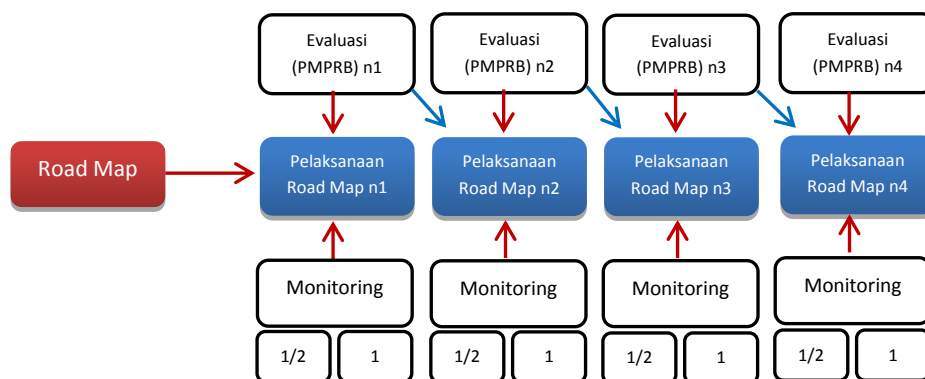 Evaluasi
(PMPRB) n1
Evaluasi
(PMPRB) n2
Evaluasi
(PMPRB) n3
Evaluasi
(PMPRB) n4
Road Map
Pelaksanaan
Road Map n1
Pelaksanaan
Road Map n2
Pelaksanaan
Road Map n3
Pelaksanaan
Road Map n4
Monitoring
Monitoring
Monitoring
Monitoring
1/2
1
1/2
1
1/2
1
1/2
1